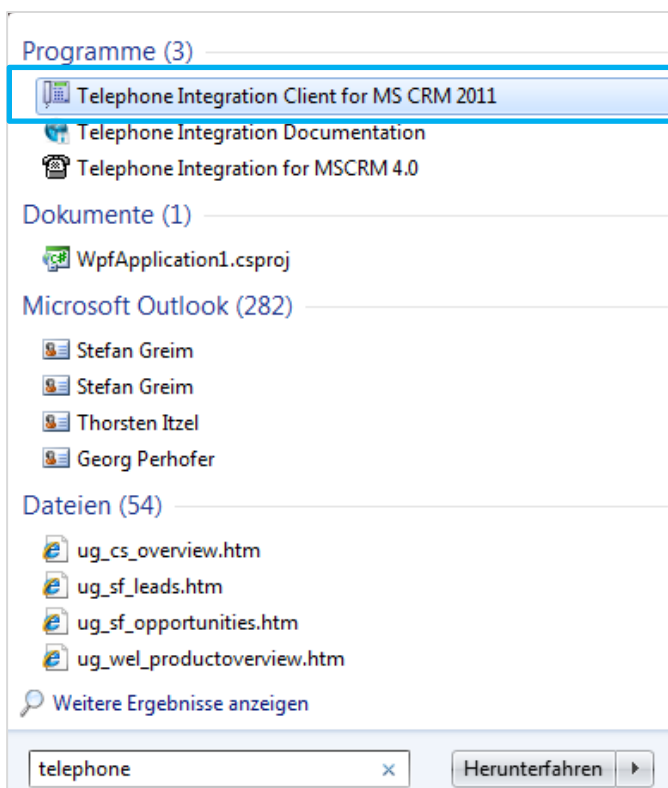 Programme (3)
Telephone Integration Client for MS CRM 2011
Telephone Integration Documentation
Telephone Integration for MSCRM 4.0
Dokumente (1)
WpfApplication1.csproj
Microsoft Outlook (282)
Stefan Greim
Stefan Greim
Thorsten Itzel
Georg Perhofer
Dateien (54)
ug_cs_overview.htm
ug_sf_leads.htm
ug_sf_opportunities.htm
ug_wel_productoverview.htm
Weitere Ergebnisse anzeigen
telephone
Herunterfahren